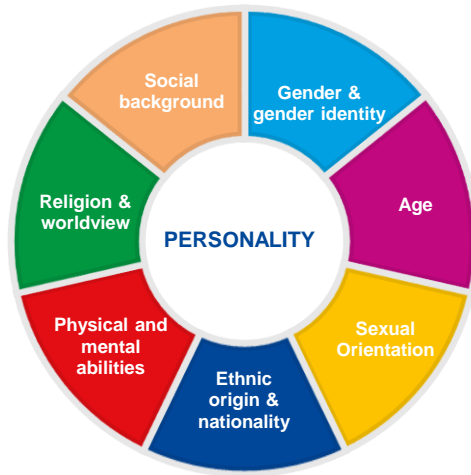 Social
background
Gender &
gender identity
Religion &
worldview
Age
PERSONALITY
Physical and
mental
abilities
Sexual
Orientation
Ethnic
origin &
nationality